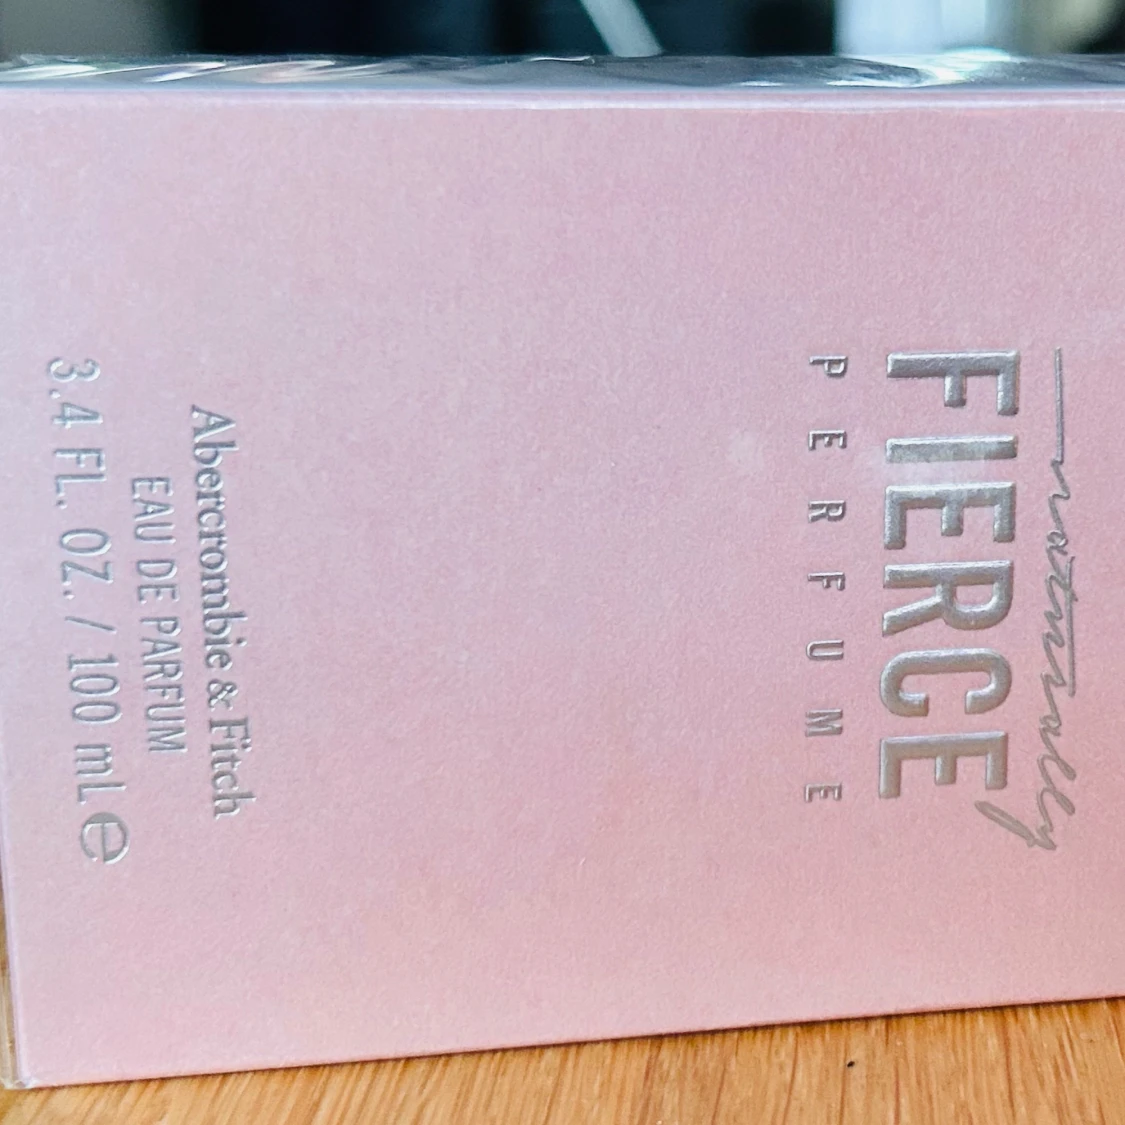 naturally
FIERCE
PERFUME
Abercrombie & Fitch
EAU DE PARFUM
3.4 FL. OZ. / 100 mL ℮